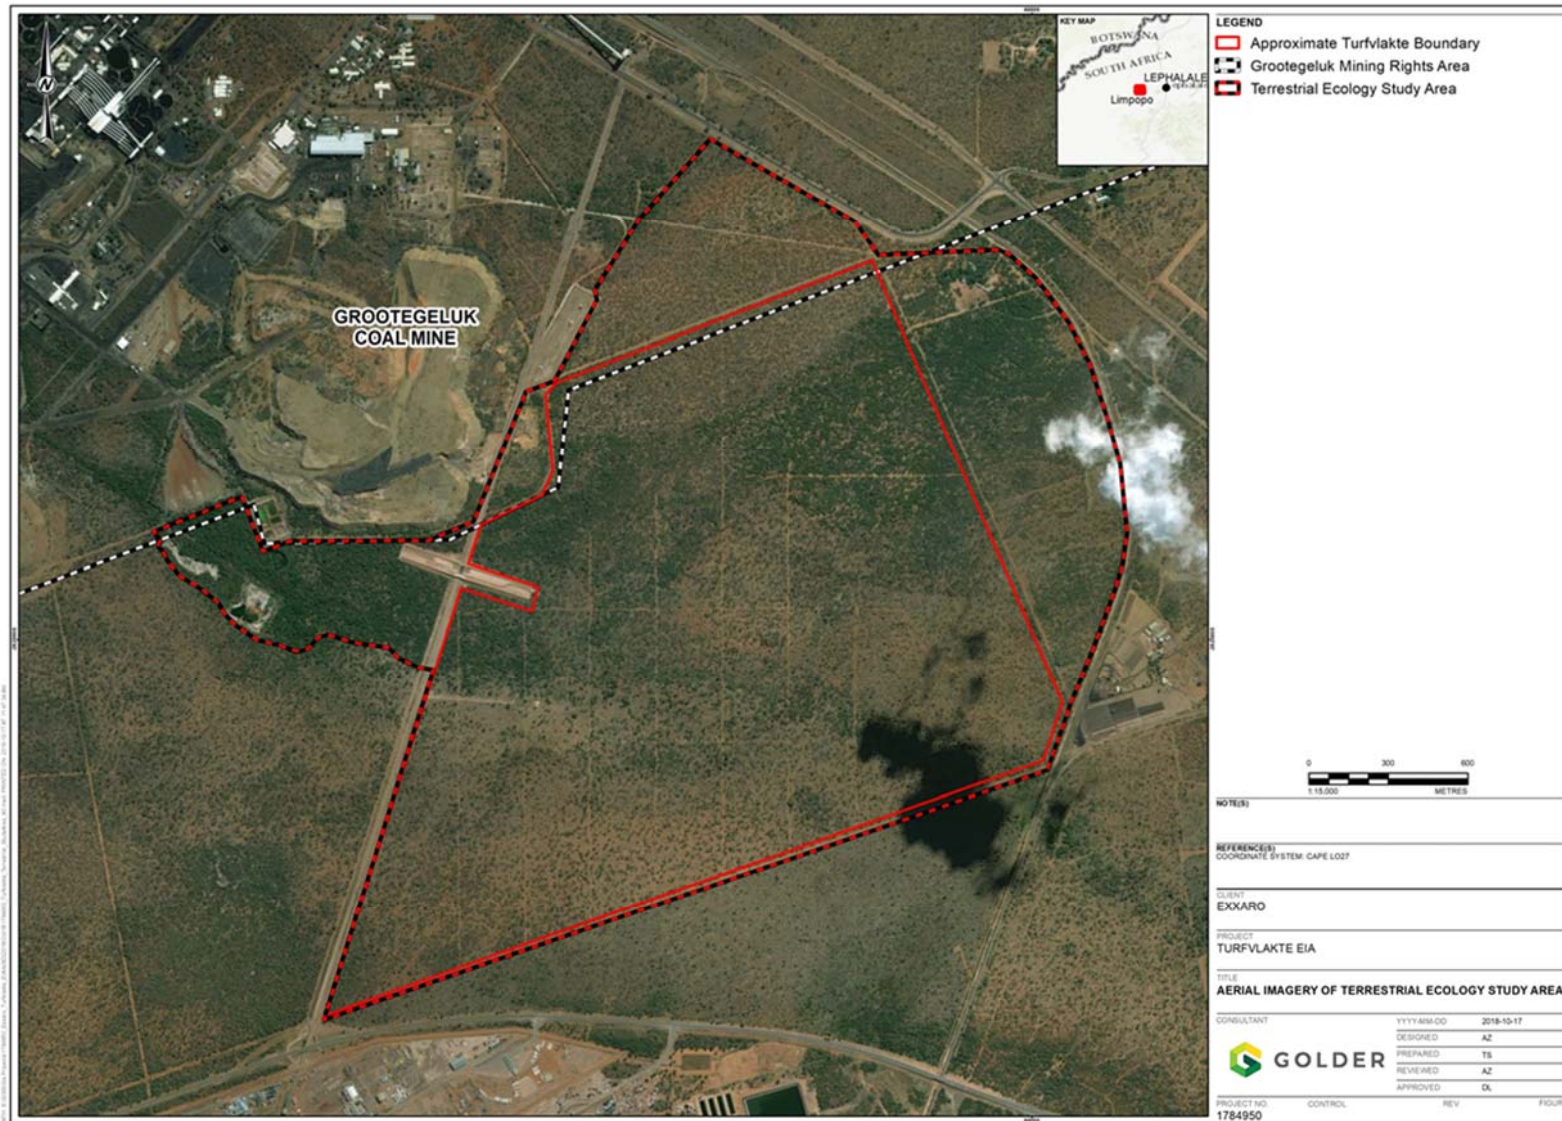 KEY MAP
BOTSWANA
SOUTH AFRICA
LEPHALALE
Limpopo
N
GROOTEGELUK
COAL MINE
LEGEND
Approximate Turfvlakte Boundary
Grootegeluk Mining Rights Area
Terrestrial Ecology Study Area
0 300 600
1:15,000 METRES
NOTE(S)
REFERENCE(S)
COORDINATE SYSTEM: CAPE LO27
CLIENT
EXXARO
PROJECT
TURFVLAKTE EIA
TITLE
AERIAL IMAGERY OF TERRESTRIAL ECOLOGY STUDY AREA
CONSULTANT
GOLDER
YYYY-MM-DD 2018-10-17
DESIGNED AZ
PREPARED TS
REVIEWED AZ
APPROVED DL
PROJECT NO. CONTROL REV FIGUR
1784950